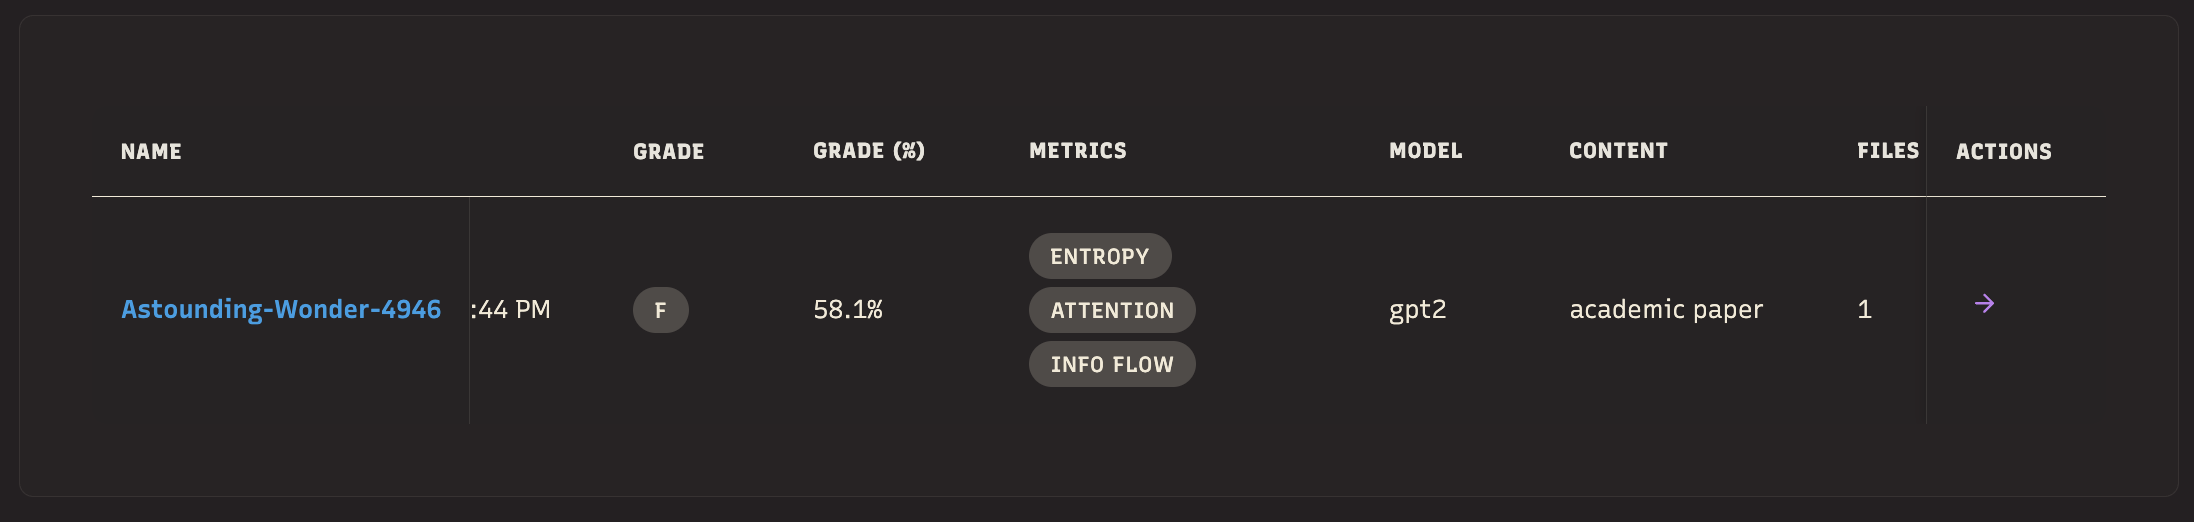 NAME GRADE GRADE (%) METRICS MODEL CONTENT FILES ACTIONS
ENTROPY
Astounding-Wonder-4946 :44 PM F 58.1% ATTENTION gpt2 academic paper 1 →
INFO FLOW